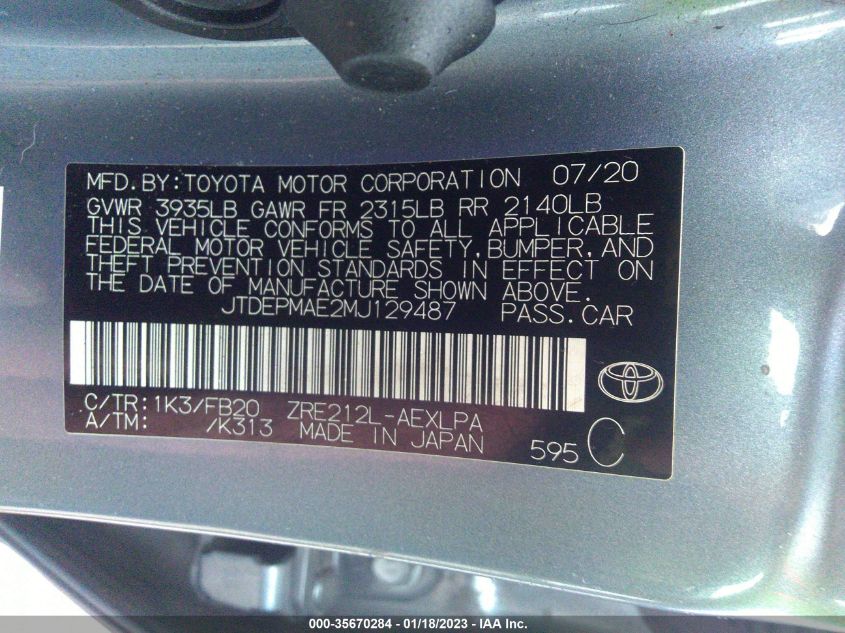 MFD.BY:TOYOTA MOTOR CORPORATION 07/20
GVWR 3935LB GAWR FR 2315LB RR 2140LB
THIS VEHICLE CONFORMS TO ALL APPLICABLE
FEDERAL MOTOR VEHICLE SAFETY, BUMPER, AND
THEFT PREVENTION STANDARDS IN EFFECT ON
THE DATE OF MANUFACTURE SHOWN ABOVE.
JTDEPMAE2MJ129487 PASS.CAR
C/TR: 1K3/FB20 ZRE212L-AEXLPA
A/TM: /K313 MADE IN JAPAN
595 C
000-35670284 - 01/18/2023 - IAA Inc.